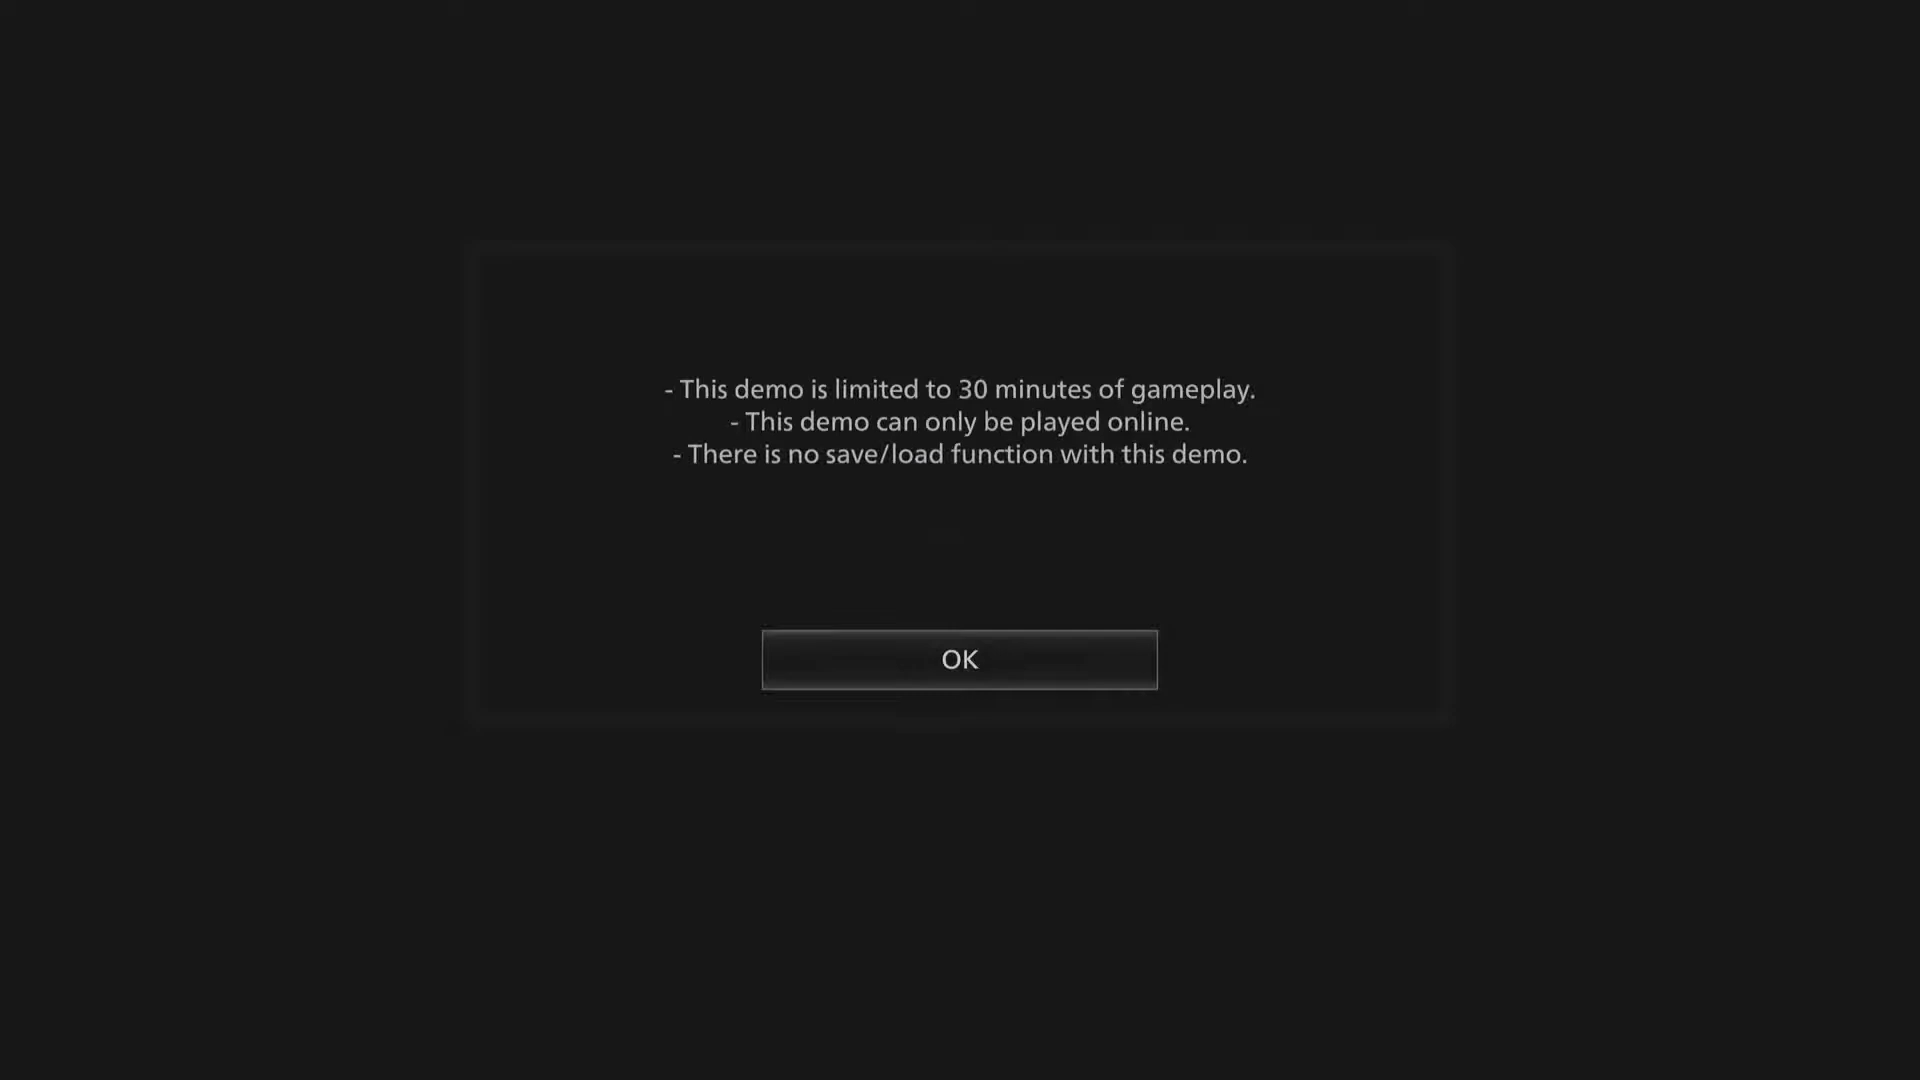 - This demo is limited to 30 minutes of gameplay.
- This demo can only be played online.
- There is no save/load function with this demo.
OK